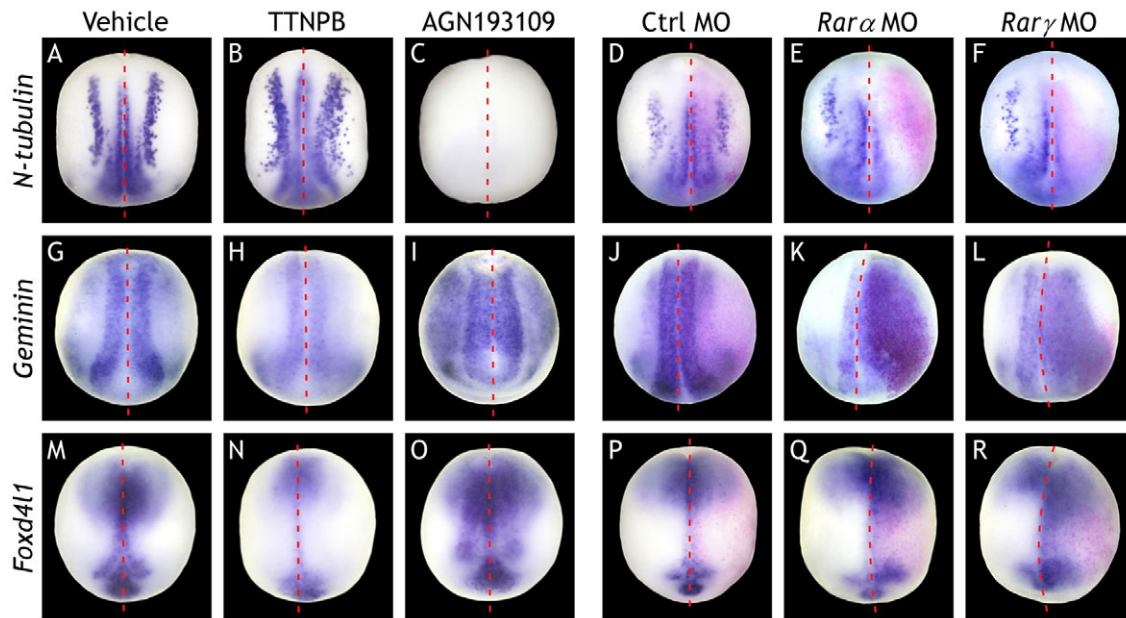 Vehicle TTNPB AGN193109 Ctrl MO Rarα MO Rarγ MO
N-tubulin A B C D E F
Geminin G H I J K L
Foxd4l1 M N O P Q R